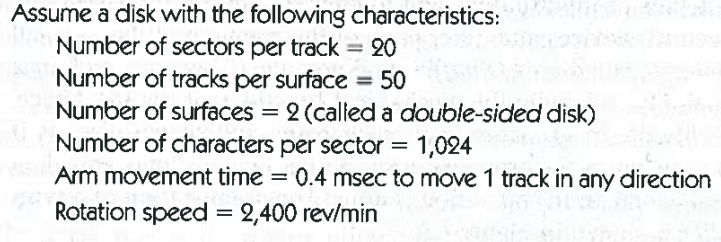 Assume a disk with the following characteristics:
Number of sectors per track = 20
Number of tracks per surface = 50
Number of surfaces = 2 (called a double-sided disk)
Number of characters per sector = 1,024
Arm movement time = 0.4 msec to move 1 track in any direction
Rotation speed = 2,400 rev/min